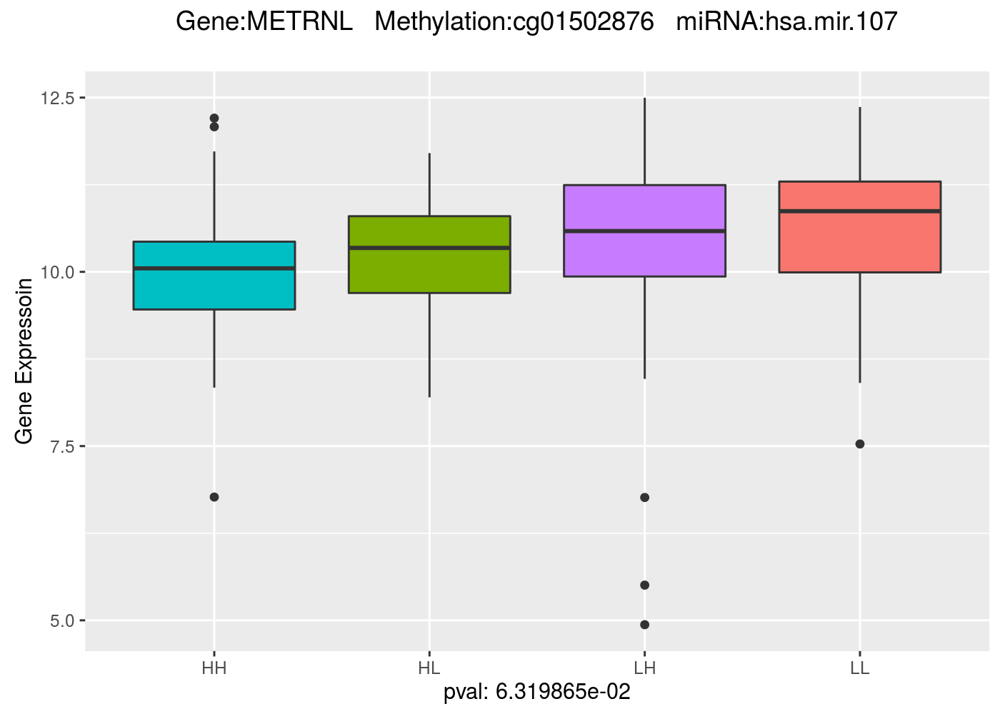 Gene:METRNL   Methylation:cg01502876   miRNA:hsa.mir.107
12.5
10.0
7.5
5.0
Gene Expressoin
HH HL LH LL
pval: 6.319865e-02